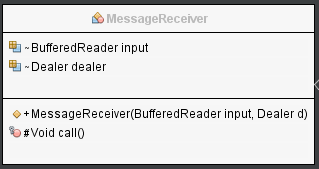 MessageReceiver
~BufferedReader input
~Dealer dealer
+MessageReceiver(BufferedReader input, Dealer d)
#Void call()